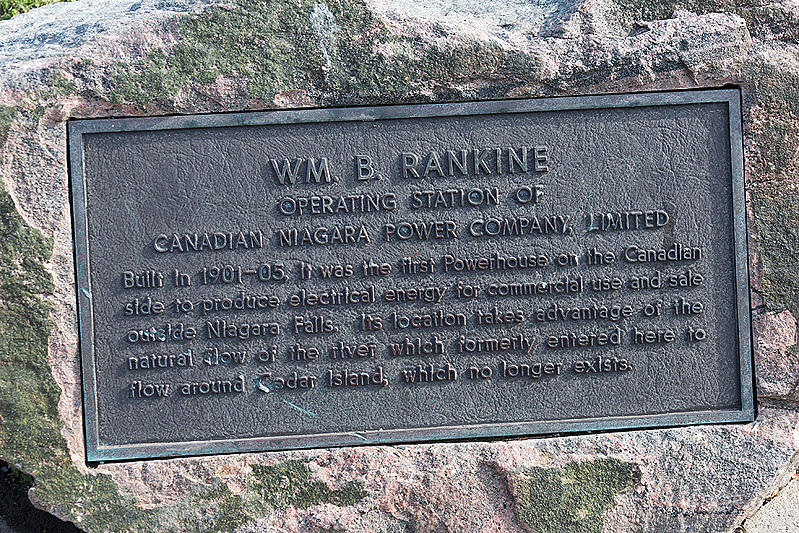 WM. B. RANKINE
OPERATING STATION OF
CANADIAN NIAGARA POWER COMPANY, LIMITED
Built in 1901-05, it was the first Powerhouse on the Canadian
side to produce electrical energy for commercial use and sale
outside Niagara Falls. Its location takes advantage of the
natural flow of the river which formerly entered here to
flow around Cedar Island, which no longer exists.